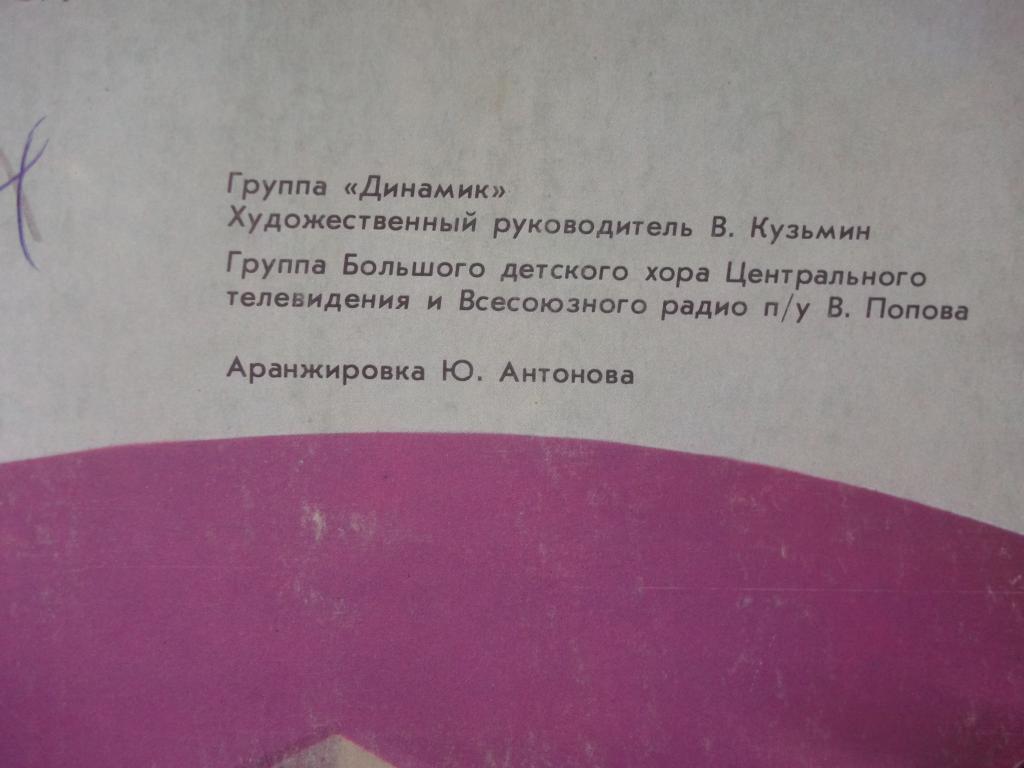 Группа «Динамик»
Художественный руководитель В. Кузьмин
Группа Большого детского хора Центрального
телевидения и Всесоюзного радио п/у В. Попова
Аранжировка Ю. Антонова